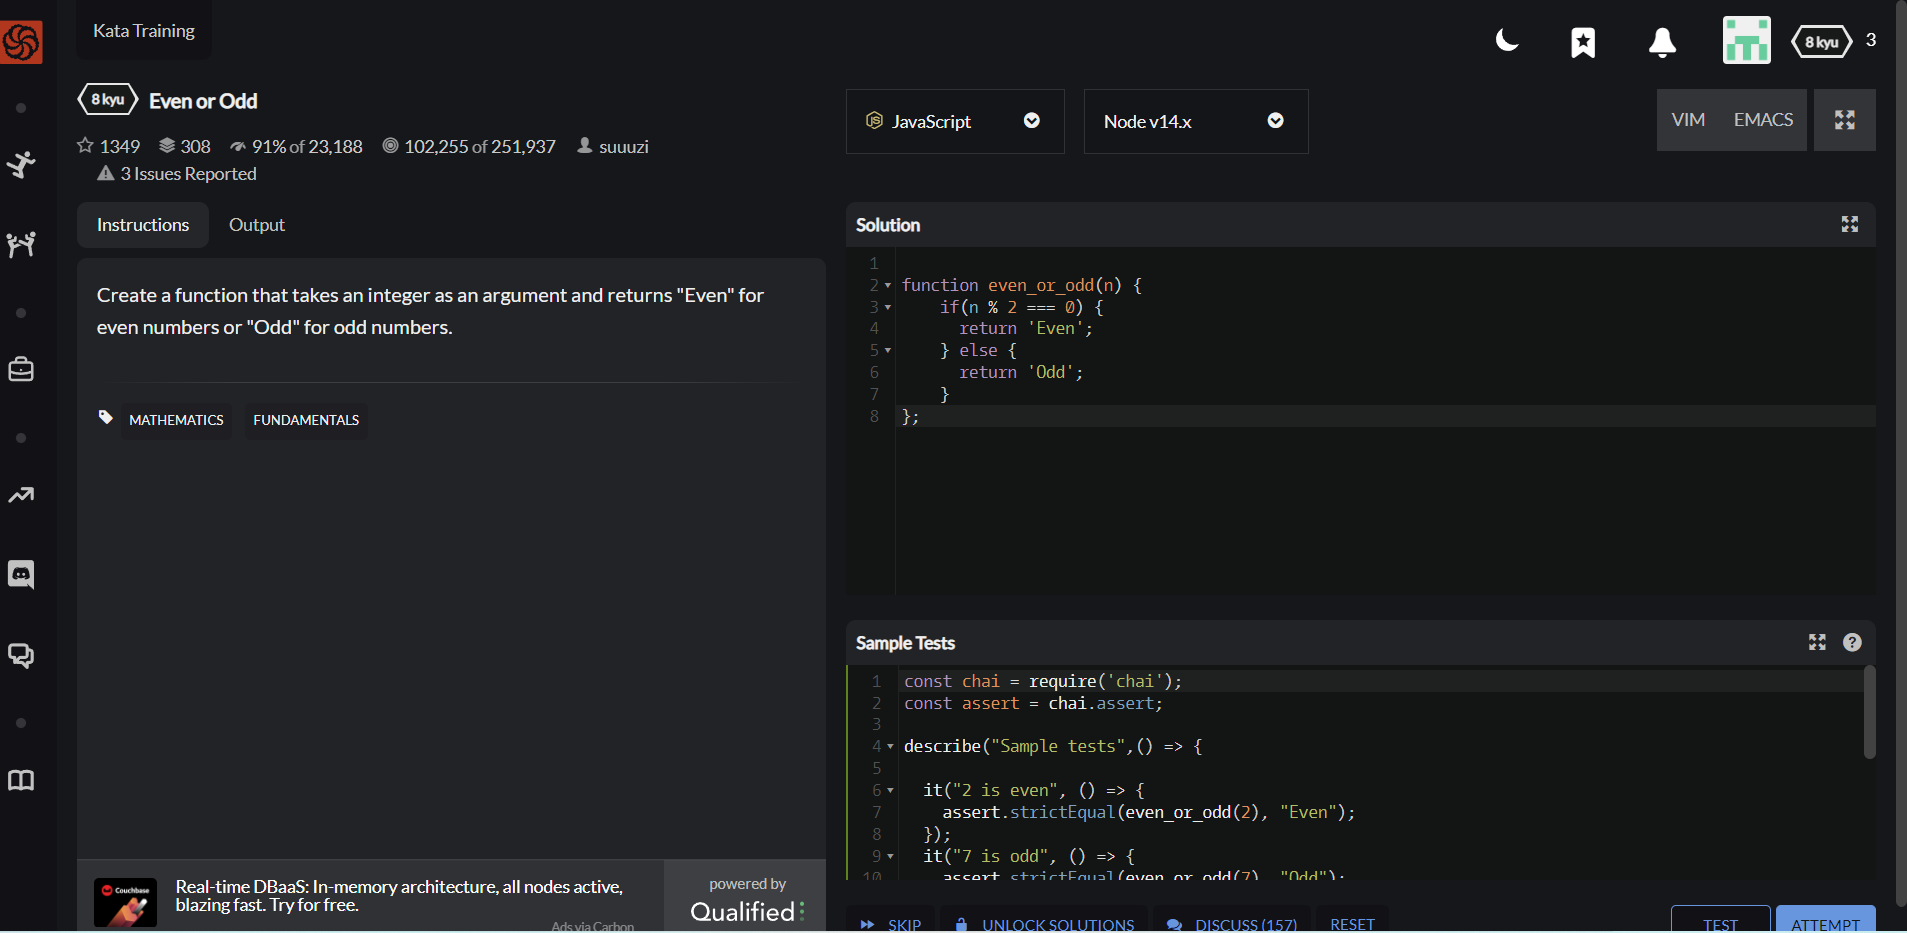 Kata Training
8 kyu
3
8 kyu Even or Odd
1349 308 91% of 23,188 102,255 of 251,937 suuuzi
3 Issues Reported
JavaScript
Node v14.x
VIM EMACS
Instructions Output
Create a function that takes an integer as an argument and returns "Even" for
even numbers or "Odd" for odd numbers.
MATHEMATICS FUNDAMENTALS
Couchbase
Real-time DBaaS: In-memory architecture, all nodes active,
blazing fast. Try for free.
Ads via Carbon
powered by
Qualified
Solution
1
2 function even_or_odd(n) {
3     if(n % 2 === 0) {
4       return 'Even';
5     } else {
6       return 'Odd';
7     }
8 };
Sample Tests
1 const chai = require('chai');
2 const assert = chai.assert;
3
4 describe("Sample tests",() => {
5
6   it("2 is even", () => {
7     assert.strictEqual(even_or_odd(2), "Even");
8   });
9   it("7 is odd", () => {
10     assert.strictEqual(even_or_odd(7), "Odd");
SKIP UNLOCK SOLUTIONS DISCUSS (157) RESET TEST ATTEMPT